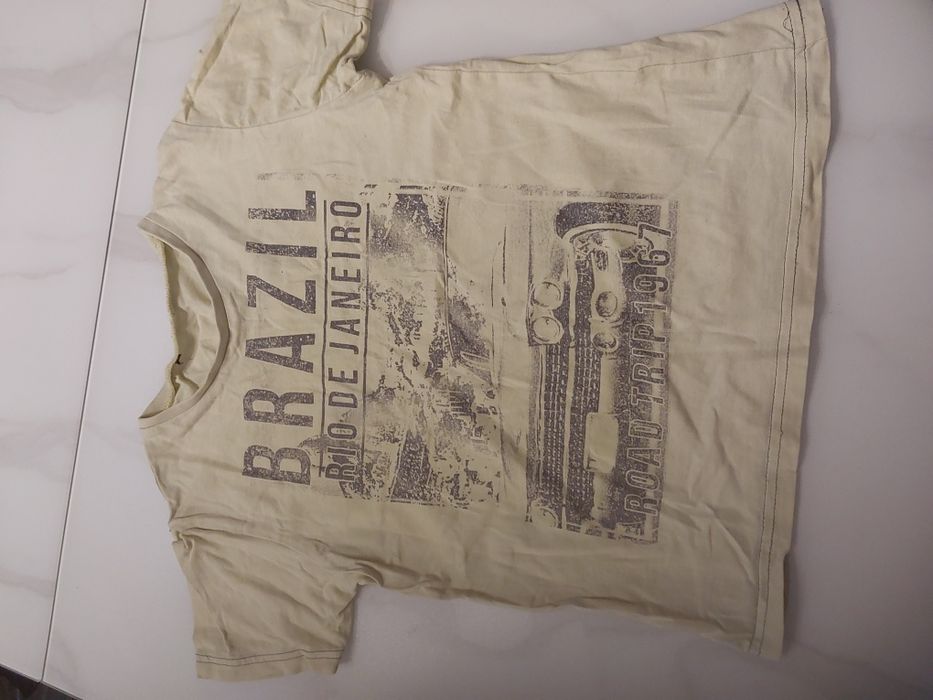 BRAZIL
RIO DE JANEIRO
ROAD TRIP 1967